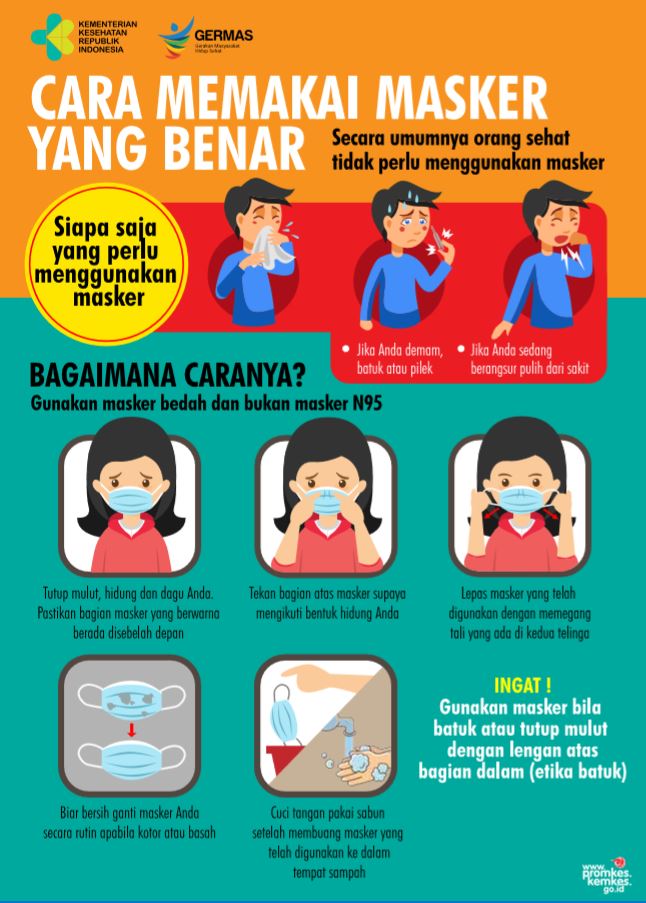 KEMENTERIAN
KESEHATAN
REPUBLIK
INDONESIA
GERMAS
Gerakan Masyarakat
Hidup Sehat
CARA MEMAKAI MASKER
YANG BENAR
Secara umumnya orang sehat
tidak perlu menggunakan masker
Siapa saja
yang perlu
menggunakan
masker
• Jika Anda demam,
batuk atau pilek
• Jika Anda sedang
berangsur pulih dari sakit
BAGAIMANA CARANYA?
Gunakan masker bedah dan bukan masker N95
Tutup mulut, hidung dan dagu Anda.
Pastikan bagian masker yang berwarna
berada disebelah depan
Tekan bagian atas masker supaya
mengikuti bentuk hidung Anda
Lepas masker yang telah
digunakan dengan memegang
tali yang ada di kedua telinga
Biar bersih ganti masker Anda
secara rutin apabila kotor atau basah
Cuci tangan pakai sabun
setelah membuang masker yang
telah digunakan ke dalam
tempat sampah
INGAT !
Gunakan masker bila
batuk atau tutup mulut
dengan lengan atas
bagian dalam (etika batuk)
www.
promkes.
kemkes.
go.id